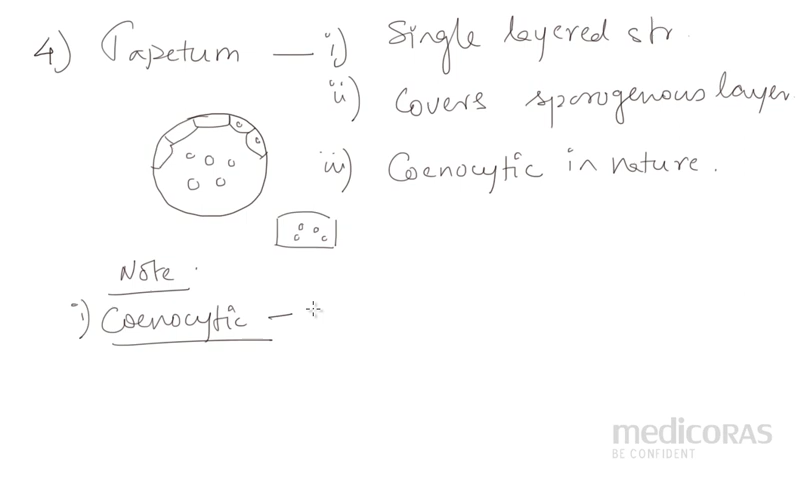 4) Tapetum — i) Single layered str.
ii) Covers sporogenous layer
iii) Coenocytic in nature.
Note.
i) Coenocytic —
medicoRAS
BE CONFIDENT